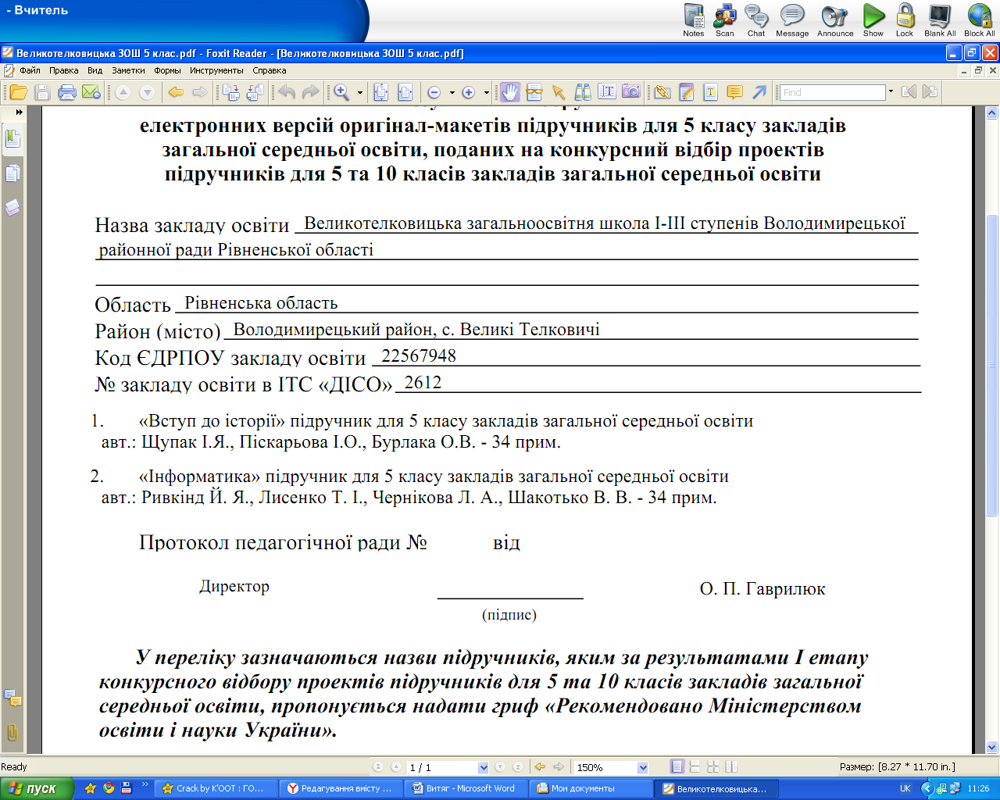 - Вчитель
Notes Scan Chat Message Announce Show Lock Blank All Block All
Великотелковицька ЗОШ 5 клас.pdf - Foxit Reader - [Великотелковицька ЗОШ 5 клас.pdf]
Файл Правка Вид Заметки Формы Инструменты Справка
Find
електронних версій оригінал-макетів підручників для 5 класу закладів
загальної середньої освіти, поданих на конкурсний відбір проектів
підручників для 5 та 10 класів закладів загальної середньої освіти
Назва закладу освіти Великотелковицька загальноосвітня школа І-ІІІ ступенів Володимирецької
районної ради Рівненської області
Область Рівненська область
Район (місто) Володимирецький район, с. Великі Телковичі
Код ЄДРПОУ закладу освіти 22567948
№ закладу освіти в ІТС «ДІСО» 2612
1. «Вступ до історії» підручник для 5 класу закладів загальної середньої освіти
авт.: Щупак І.Я., Піскарьова І.О., Бурлака О.В. - 34 прим.
2. «Інформатика» підручник для 5 класу закладів загальної середньої освіти
авт.: Ривкінд Й. Я., Лисенко Т. І., Чернікова Л. А., Шакотько В. В. - 34 прим.
Протокол педагогічної ради № від
Директор О. П. Гаврилюк
(підпис)
У переліку зазначаються назви підручників, яким за результатами І етапу
конкурсного відбору проектів підручників для 5 та 10 класів закладів загальної
середньої освіти, пропонується надати гриф «Рекомендовано Міністерством
освіти і науки України».
Ready 1 / 1 150% Размер: [8.27 * 11.70 in.]
пуск Crack by K'OOT : ГО... Редагування вмісту ... Витяг - Microsoft Word Мои документы Великотелковицька... UK 11:26